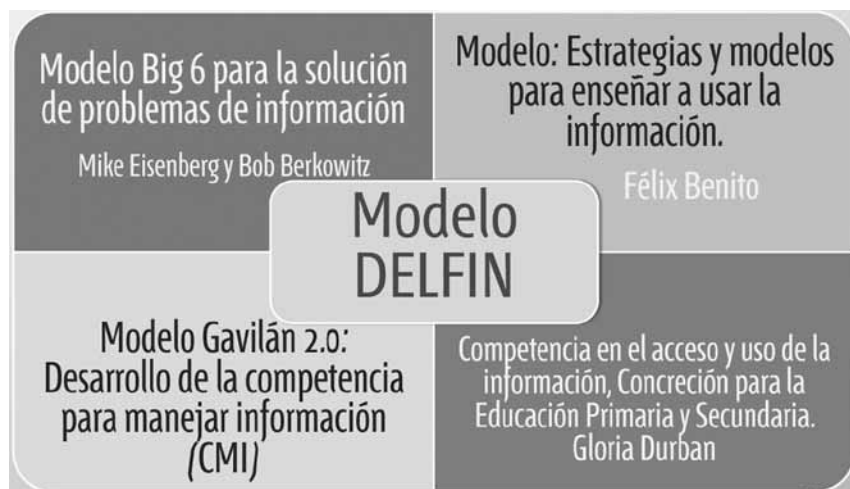 Modelo Big 6 para la solución
de problemas de información
Mike Eisenberg y Bob Berkowitz
Modelo: Estrategias y modelos
para enseñar a usar la
información.
Félix Benito
Modelo
DELFIN
Modelo Gavilán 2.0:
Desarrollo de la competencia
para manejar información
(CMI)
Competencia en el acceso y uso de la
información, Concreción para la
Educación Primaria y Secundaria.
Gloria Durban